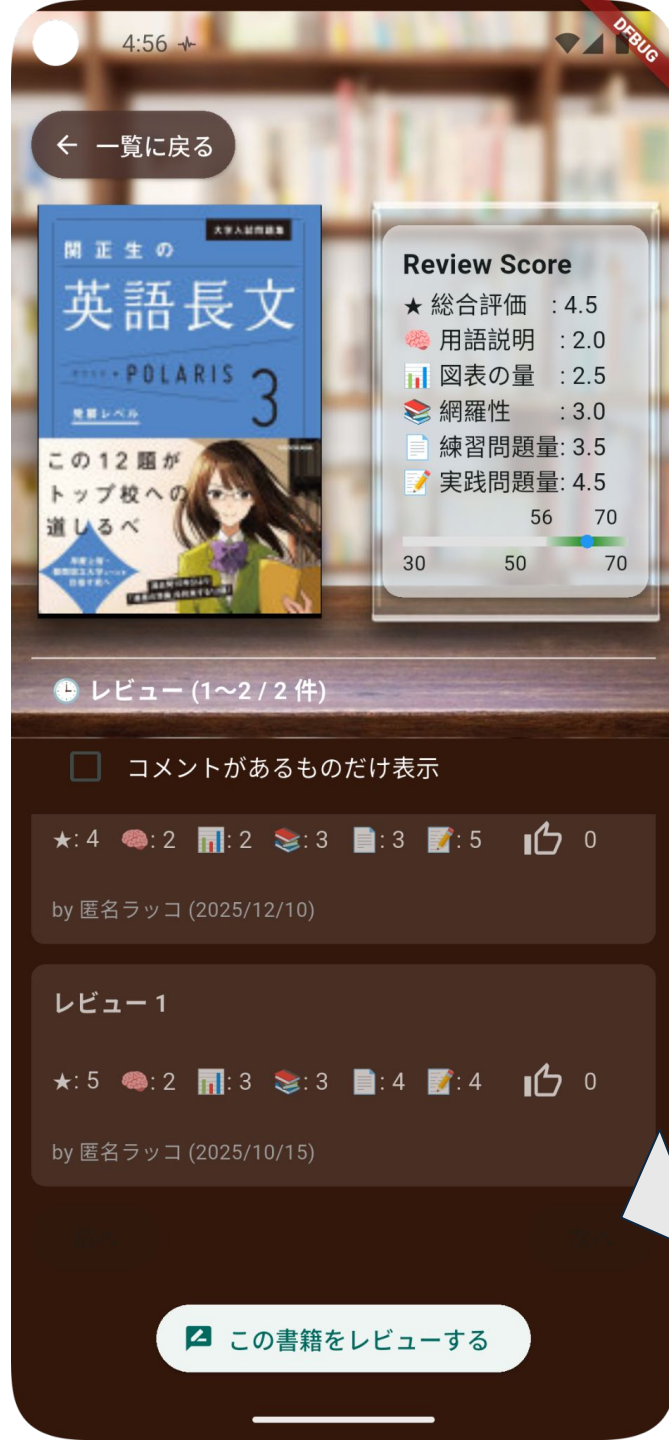 4:56
DEBUG
← 一覧に戻る
大学入試問題集
関正生の
英語長文
POLARIS
3
発展レベル
この12題が
トップ校への
道しるべ
Review Score
★ 総合評価 : 4.5
🧠 用語説明 : 2.0
📊 図表の量 : 2.5
📚 網羅性 : 3.0
📄 練習問題量: 3.5
📝 実践問題量: 4.5
56 70
30 50 70
🕒 レビュー (1〜2 / 2 件)
コメントがあるものだけ表示
★: 4 🧠: 2 📊: 2 📚: 3 📄: 3 📝: 5 0
by 匿名ラッコ (2025/12/10)
レビュー 1
★: 5 🧠: 2 📊: 3 📚: 3 📄: 4 📝: 4 0
by 匿名ラッコ (2025/10/15)
この書籍をレビューする